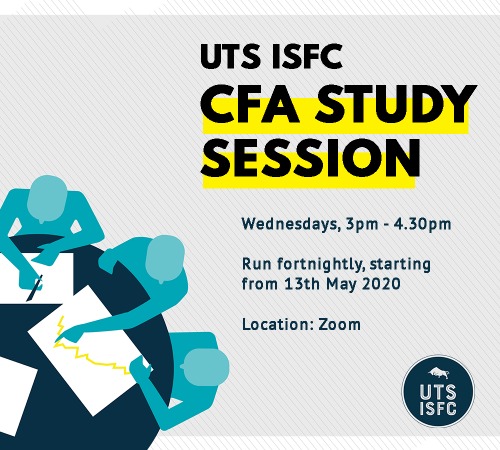 UTS ISFC
CFA STUDY
SESSION
Wednesdays, 3pm - 4.30pm
Run fortnightly, starting
from 13th May 2020
Location: Zoom
UTS
ISFC